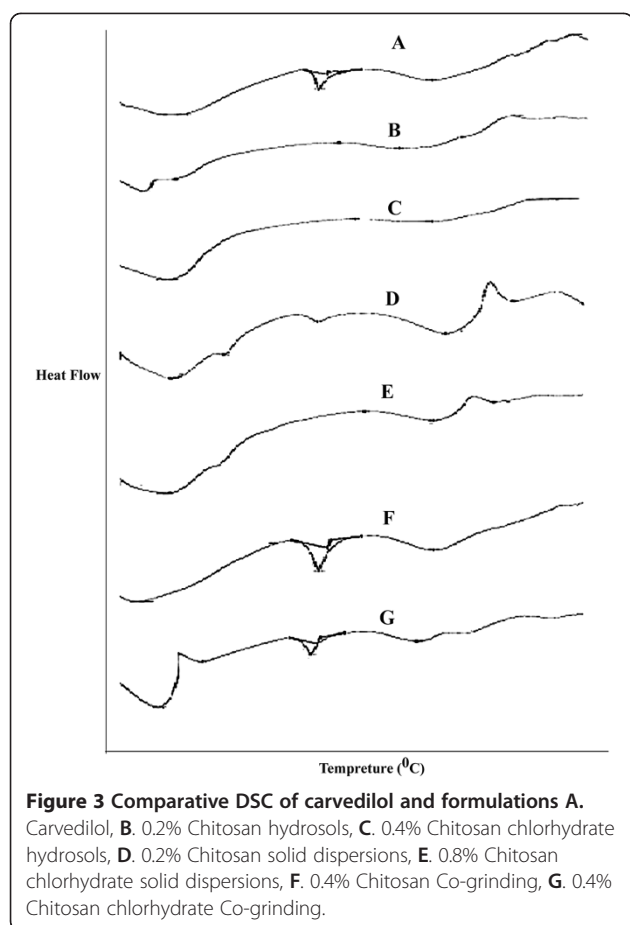 A
B
C
D
Heat Flow
E
F
G
Tempreture (⁰C)
Figure 3 Comparative DSC of carvedilol and formulations A.
Carvedilol, B. 0.2% Chitosan hydrosols, C. 0.4% Chitosan chlorhydrate
hydrosols, D. 0.2% Chitosan solid dispersions, E. 0.8% Chitosan
chlorhydrate solid dispersions, F. 0.4% Chitosan Co-grinding, G. 0.4%
Chitosan chlorhydrate Co-grinding.